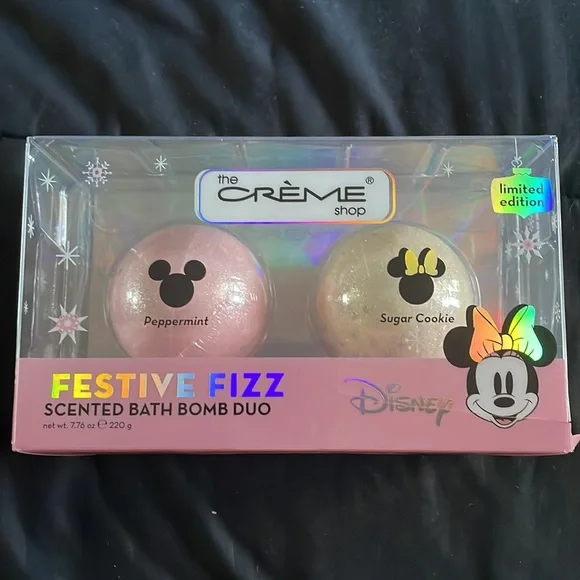 the
CRÈME®
shop
limited
edition
Peppermint
Sugar Cookie
FESTIVE FIZZ
SCENTED BATH BOMB DUO
Disney
net wt. 7.76 oz ℮ 220 g